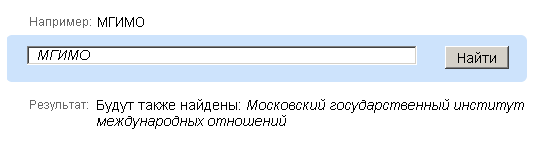 Например: МГИМО
МГИМО Найти
Результат: Будут также найдены: Московский государственный институт
международных отношений